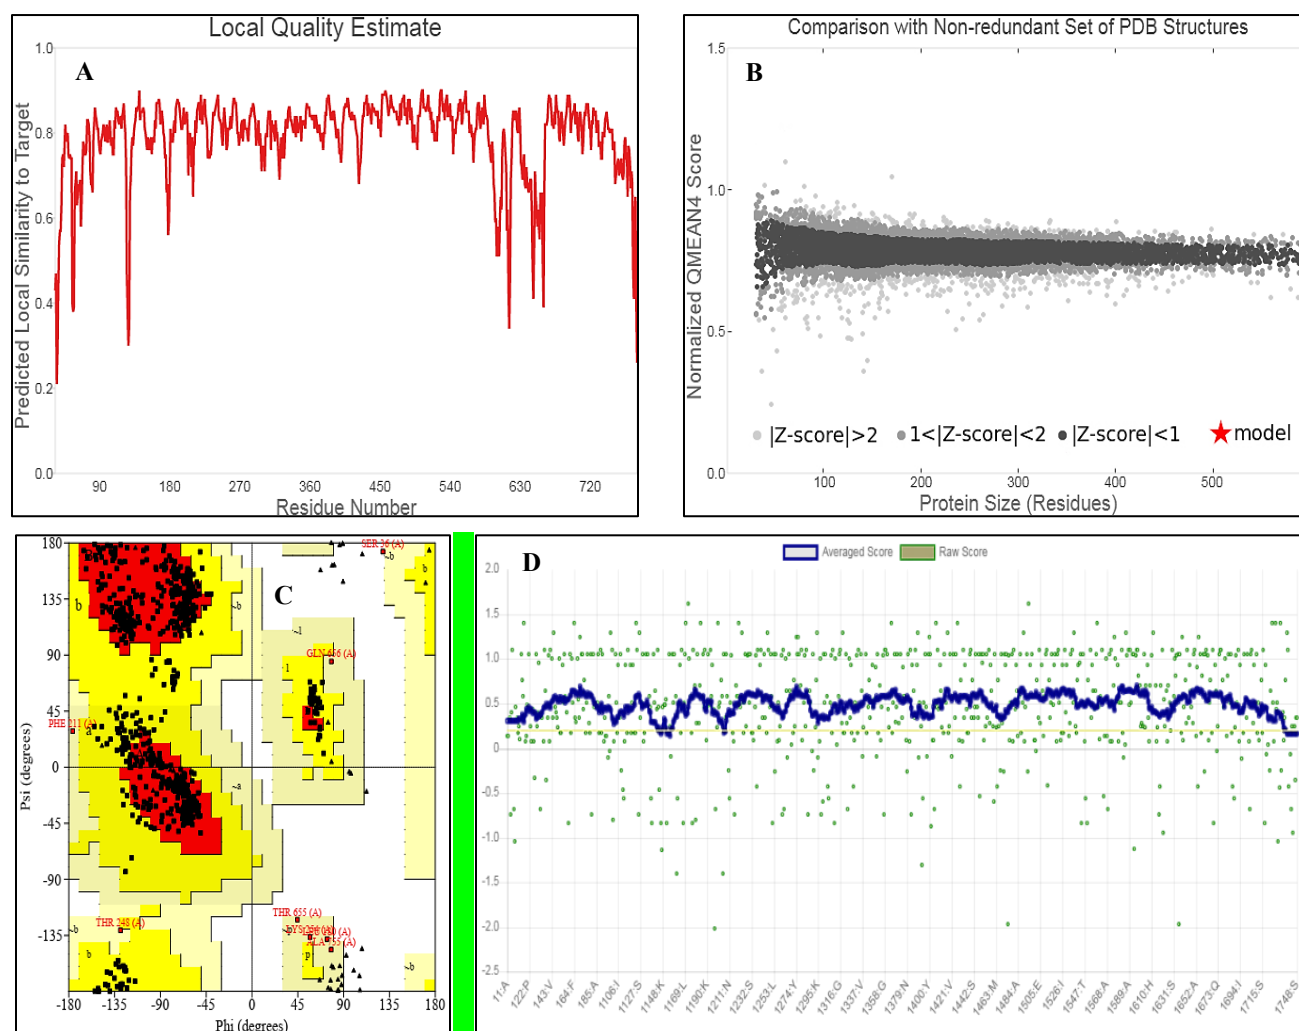 Local Quality Estimate
A
Predicted Local Similarity to Target
1.0
0.8
0.6
0.4
0.2
0.0
90 180 270 360 450 540 630 720
Residue Number
Comparison with Non-redundant Set of PDB Structures
B
Normalized QMEAN4 Score
1.5
1.0
0.5
0.0
|Z-score|>2 1<|Z-score|<2 |Z-score|<1 model
100 200 300 400 500
Protein Size (Residues)
C
Psi (degrees)
180
135
90
45
0
-45
-90
-135
SER 36 (A)
~b
b
b
~b
b
~l
GLN 656 (A)
l
PHE 211 (A)
a
~a
THR 655 (A)
THR 248 (A)
~b
b
p
~b
-180 -135 -90 -45 0 45 90 135 180
Phi (degrees)
D
Averaged Score Raw Score
2.0
1.5
1.0
0.5
0
-0.5
-1.0
-1.5
-2.0
-2.5
11:A 122:P 143:V 164:F 185:A 1106:I 1127:S 1148:K 1169:L 1190:K 1211:N 1232:S 1253:L 1274:Y 1295:K 1316:G 1337:V 1358:G 1379:N 1400:Y 1421:V 1442:S 1463:M 1484:A 1505:E 1526:I 1547:T 1568:A 1589:A 1610:H 1631:S 1652:A 1673:Q 1694:I 1715:S 1748:S